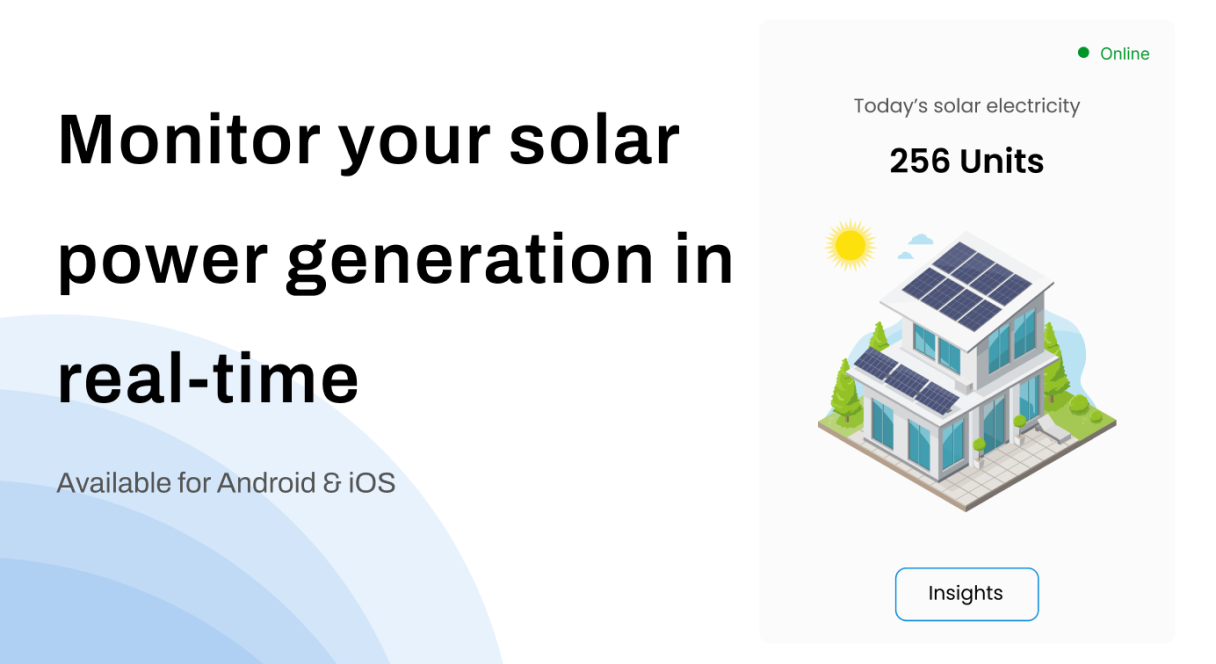 Monitor your solar
power generation in
real-time
Available for Android & iOS
Online
Today's solar electricity
256 Units
Insights